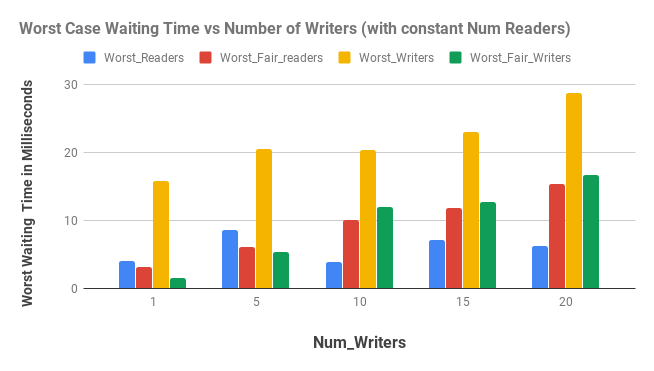 Worst Case Waiting Time vs Number of Writers (with constant Num Readers)
Worst_Readers Worst_Fair_readers Worst_Writers Worst_Fair_Writers
Worst Waiting Time in Milliseconds
30
20
10
0
1 5 10 15 20
Num_Writers